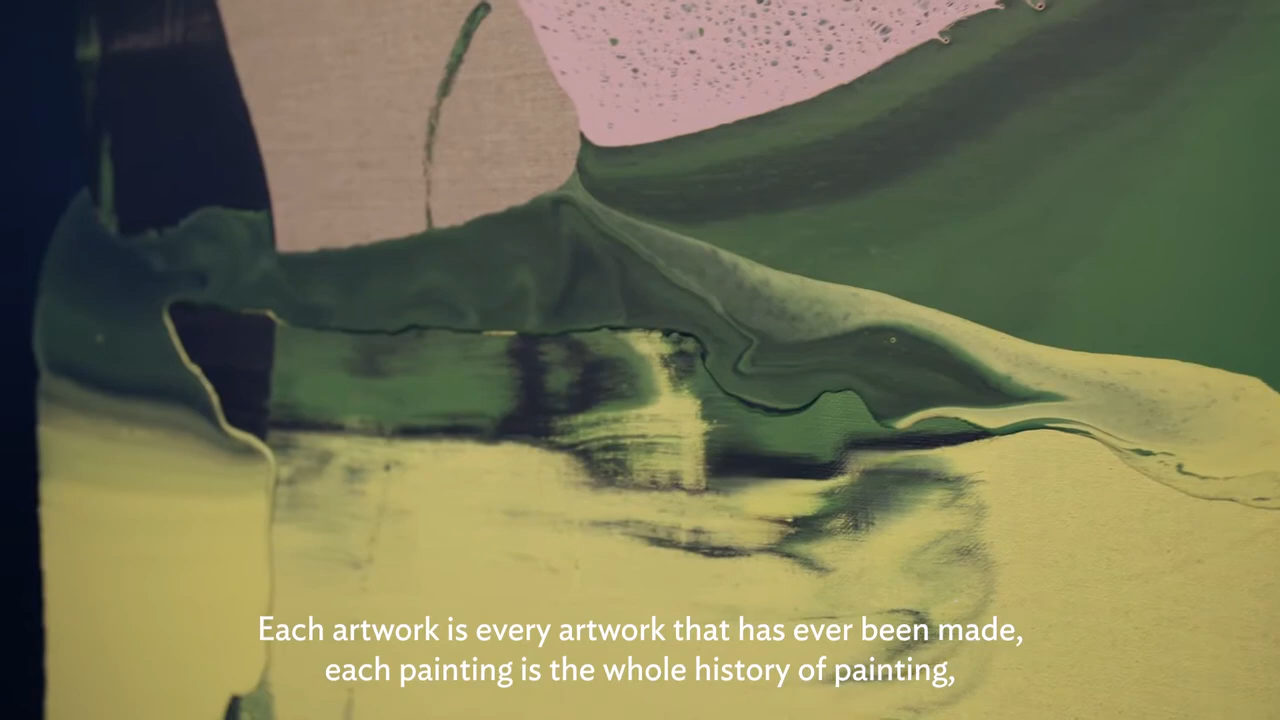 Each artwork is every artwork that has ever been made,
each painting is the whole history of painting,